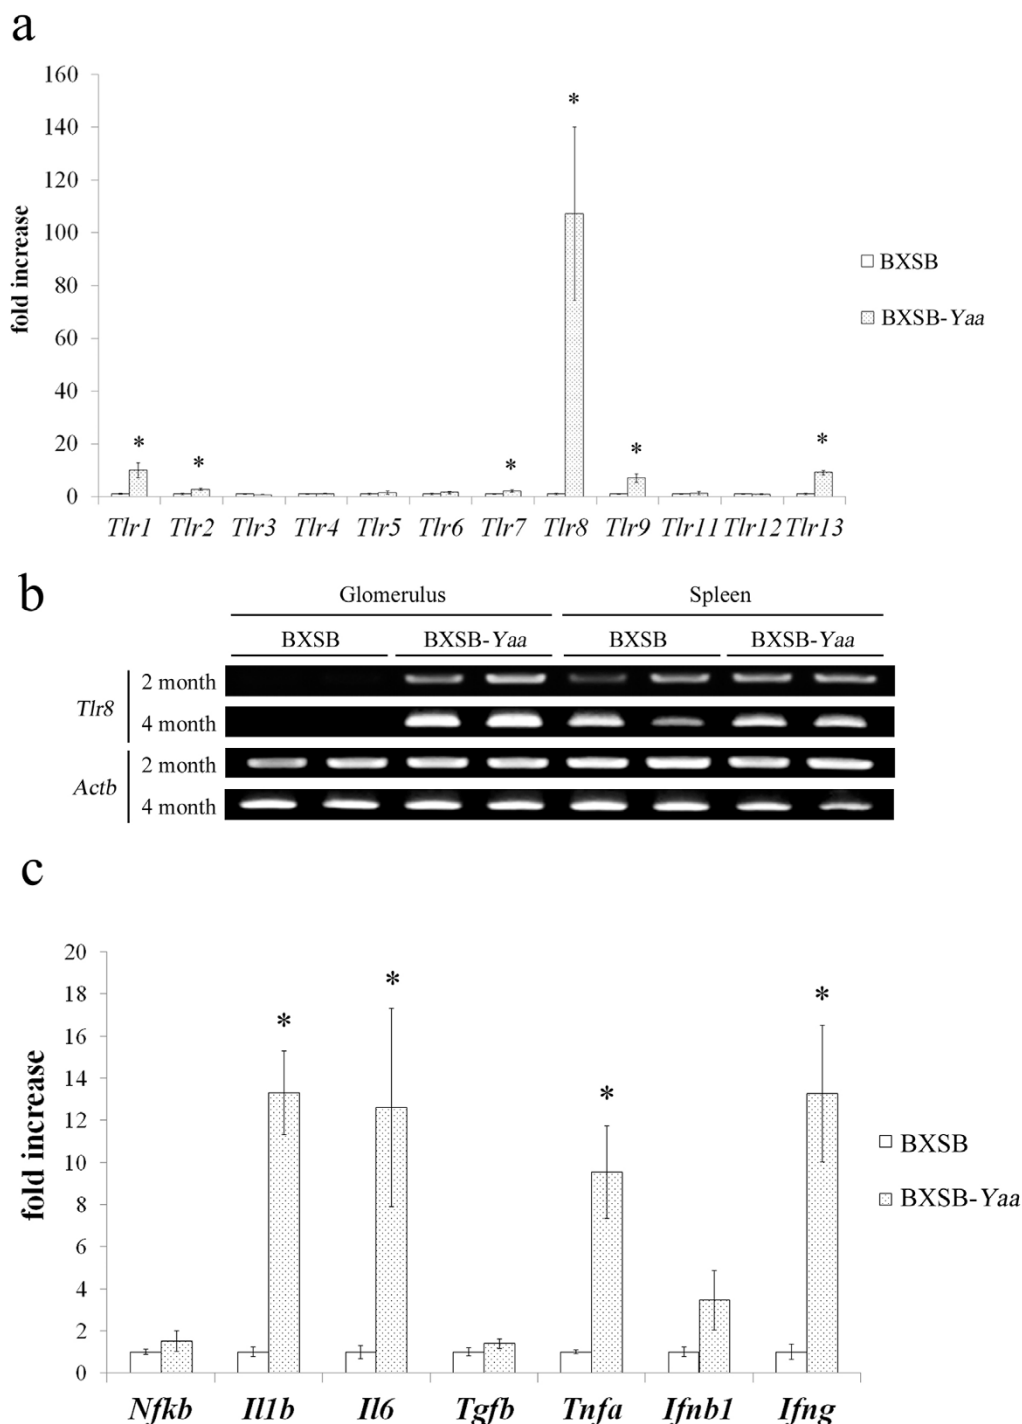 a
160
140
120
100
80
60
40
20
0
fold increase
*
*
*
*
*
*
Tlr1 Tlr2 Tlr3 Tlr4 Tlr5 Tlr6 Tlr7 Tlr8 Tlr9 Tlr11 Tlr12 Tlr13
BXSB
BXSB-Yaa
b
Glomerulus Spleen
BXSB BXSB-Yaa BXSB BXSB-Yaa
Tlr8
2 month
4 month
Actb
2 month
4 month
c
20
18
16
14
12
10
8
6
4
2
0
fold increase
*
*
*
*
Nfkb Il1b Il6 Tgfb Tnfa Ifnb1 Ifng
BXSB
BXSB-Yaa